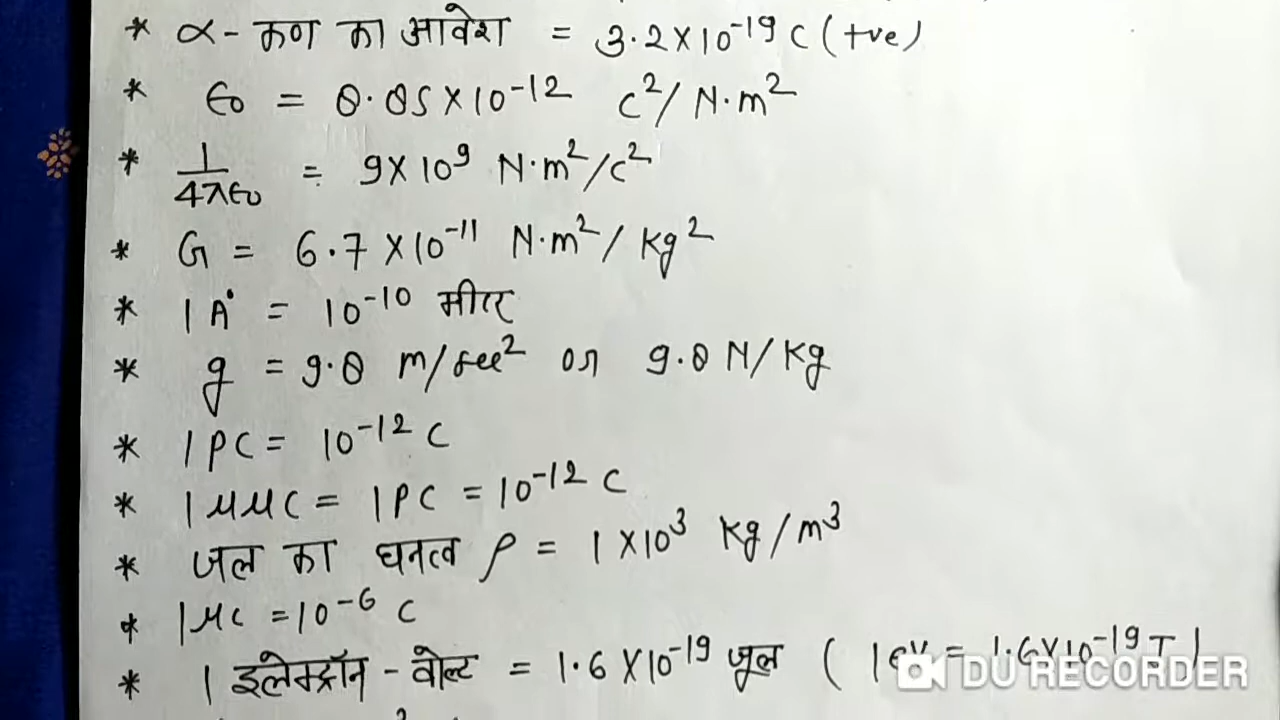 * α - कण का आवेश = 3.2 × 10⁻¹⁹ C (+ve)
* ϵ₀ = 8.85 × 10⁻¹² C²/N·m²
* 1/4πϵ₀ = 9 × 10⁹ N·m²/C²
* G = 6.7 × 10⁻¹¹ N·m²/kg²
* 1 A° = 10⁻¹⁰ मीटर
* g = 9.8 m/sec² or 9.8 N/kg
* 1 PC = 10⁻¹² C
* 1 μμC = 1 PC = 10⁻¹² C
* जल का घनत्व ρ = 1 × 10³ kg/m³
* 1 μC = 10⁻⁶ C
* 1 इलेक्ट्रॉन - वोल्ट = 1.6 × 10⁻¹⁹ जूल ( 1 eV = 1.6 × 10⁻¹⁹ J )
DU RECORDER